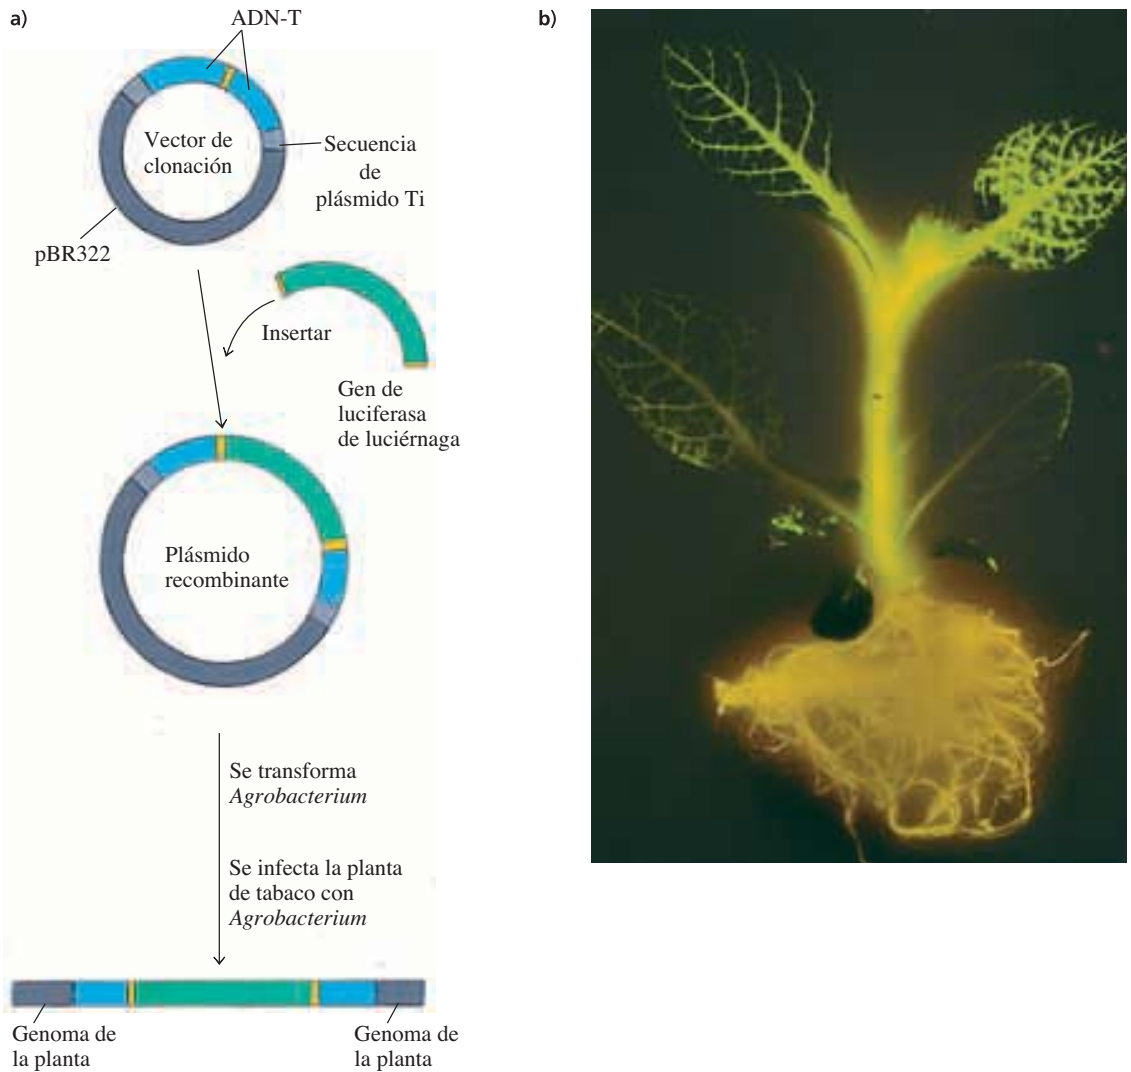 a)
ADN-T
Vector de
clonación
Secuencia
de
plásmido Ti
pBR322
Insertar
Gen de
luciferasa
de luciérnaga
Plásmido
recombinante
Se transforma
Agrobacterium
Se infecta la planta
de tabaco con
Agrobacterium
Genoma de
la planta
Genoma de
la planta
b)